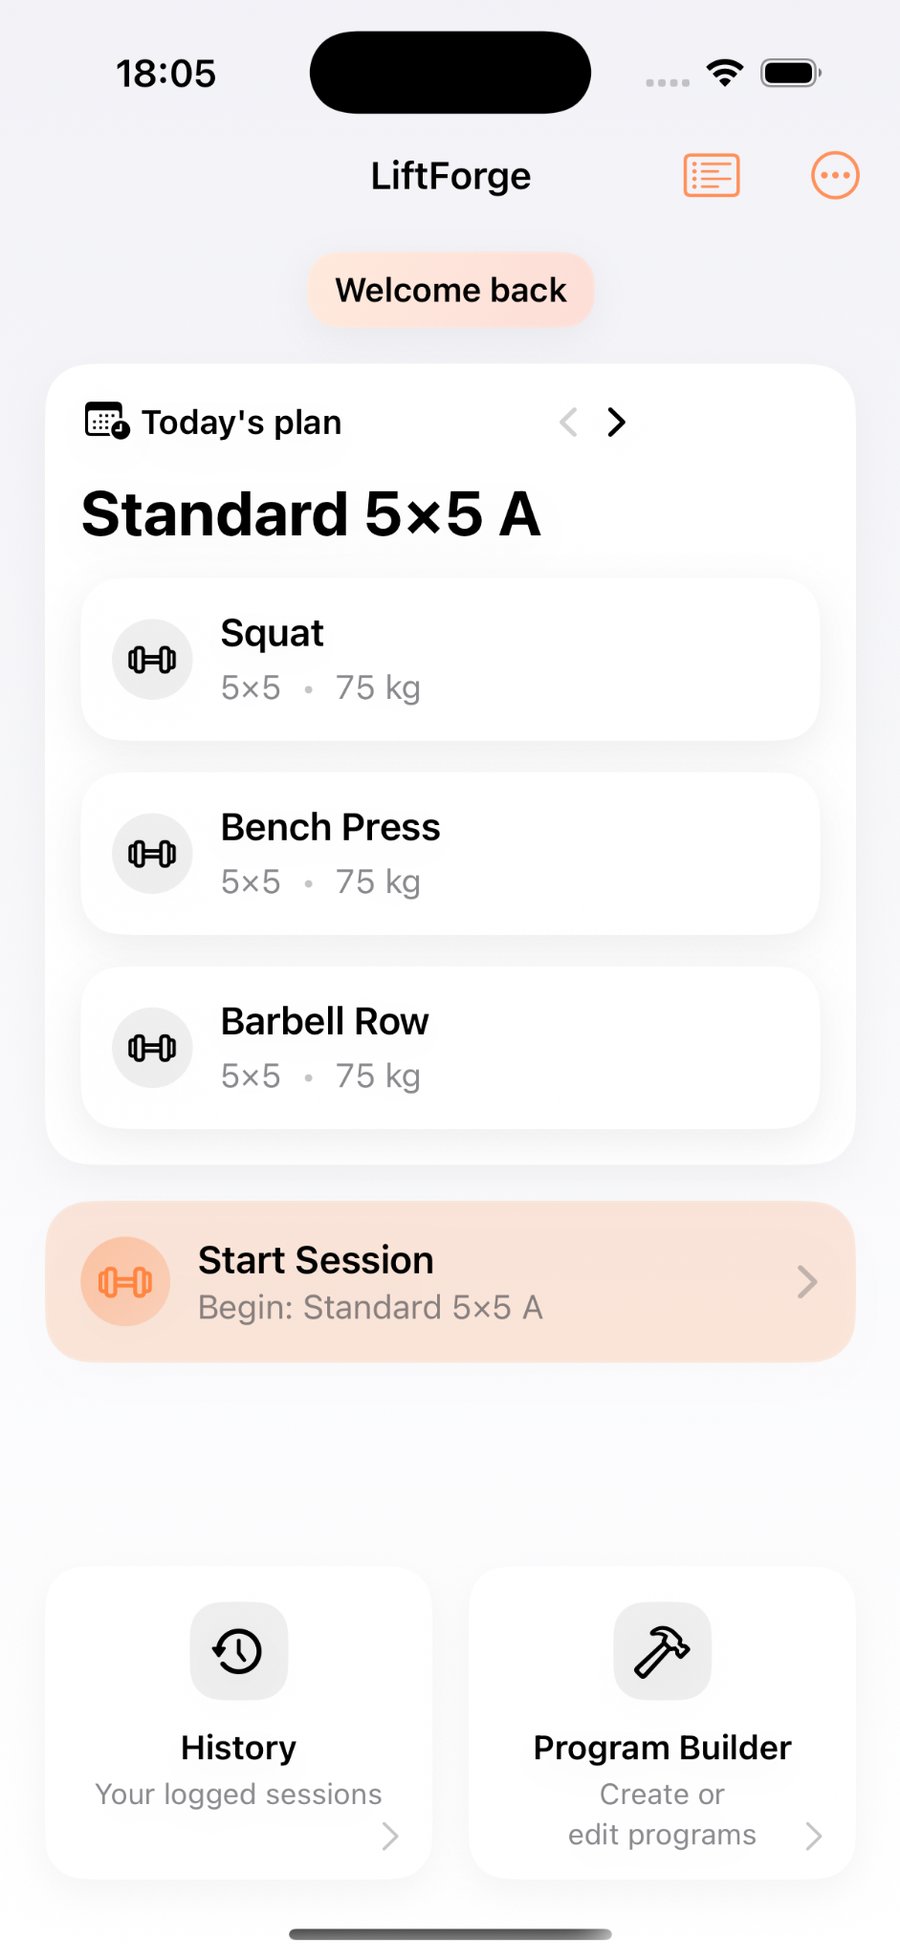 18:05
LiftForge
Welcome back
Today's plan
Standard 5×5 A
Squat
5×5 • 75 kg
Bench Press
5×5 • 75 kg
Barbell Row
5×5 • 75 kg
Start Session
Begin: Standard 5×5 A
History
Your logged sessions
Program Builder
Create or
edit programs